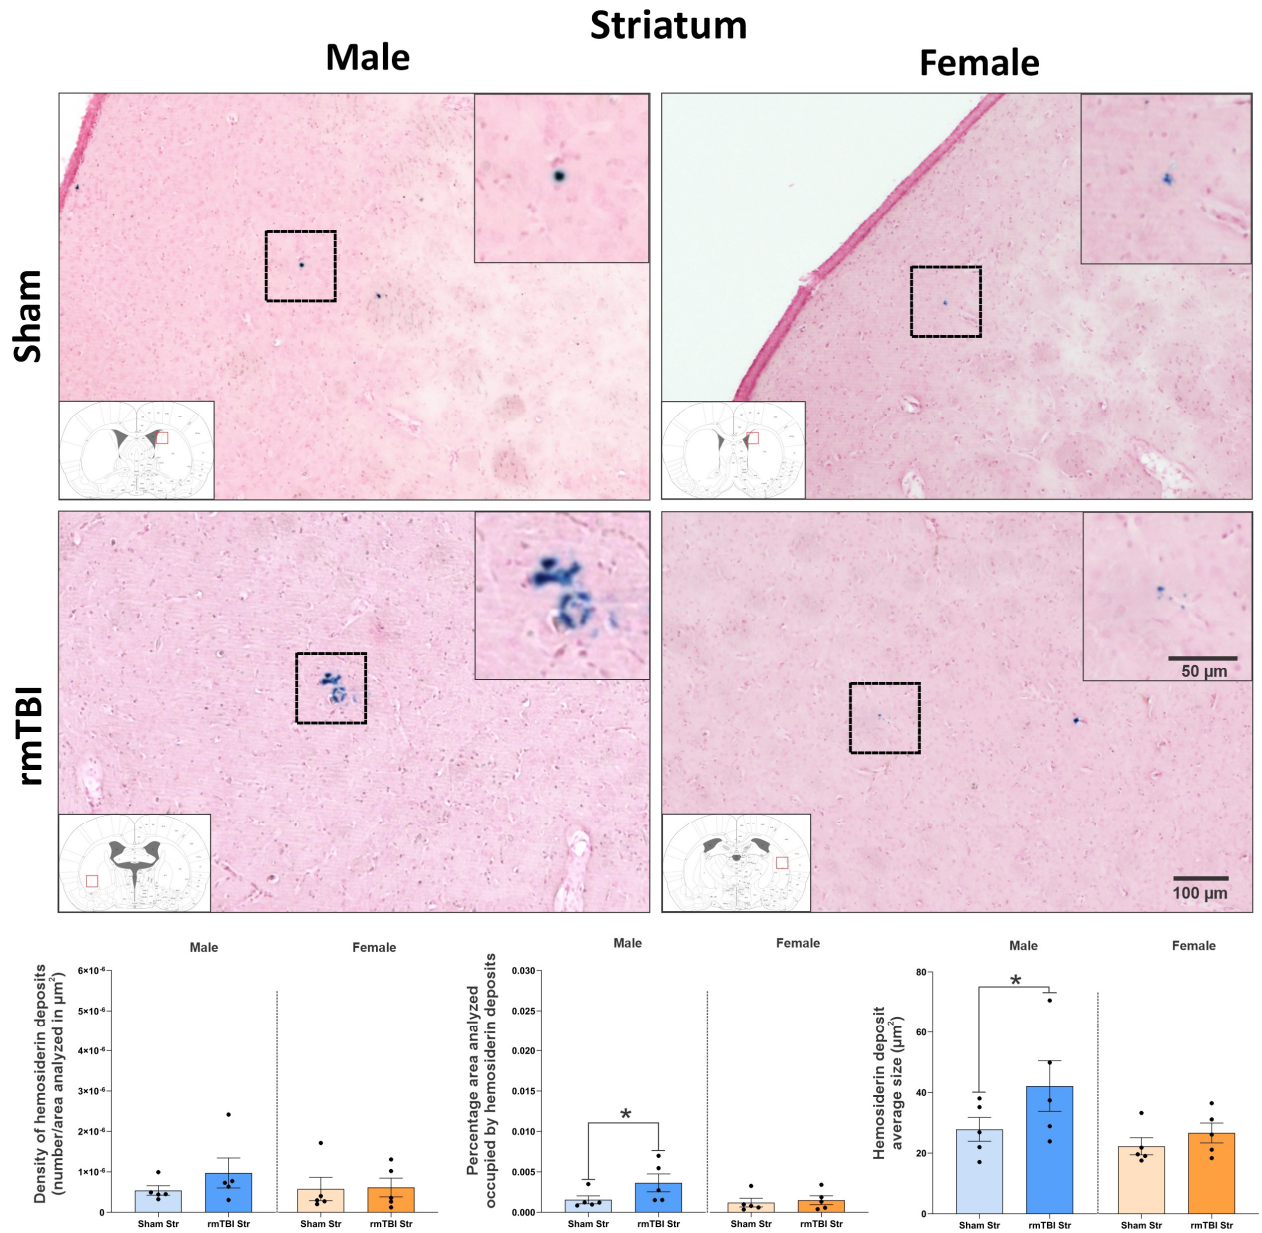 Striatum
Male
Female
Sham
rmTBI
50 µm
100 µm
Male
Female
Density of hemosiderin deposits
(number/area analyzed in µm²)
6×10⁻⁶
5×10⁻⁶
4×10⁻⁶
3×10⁻⁶
2×10⁻⁶
1×10⁻⁶
0
Sham Str
rmTBI Str
Sham Str
rmTBI Str
Male
Female
Percentage area analyzed
occupied by hemosiderin deposits
0.030
0.025
0.020
0.015
0.010
0.005
0.000
*
Sham Str
rmTBI Str
Sham Str
rmTBI Str
Male
Female
Hemosiderin deposit
average size (µm²)
80
60
40
20
0
*
Sham Str
rmTBI Str
Sham Str
rmTBI Str